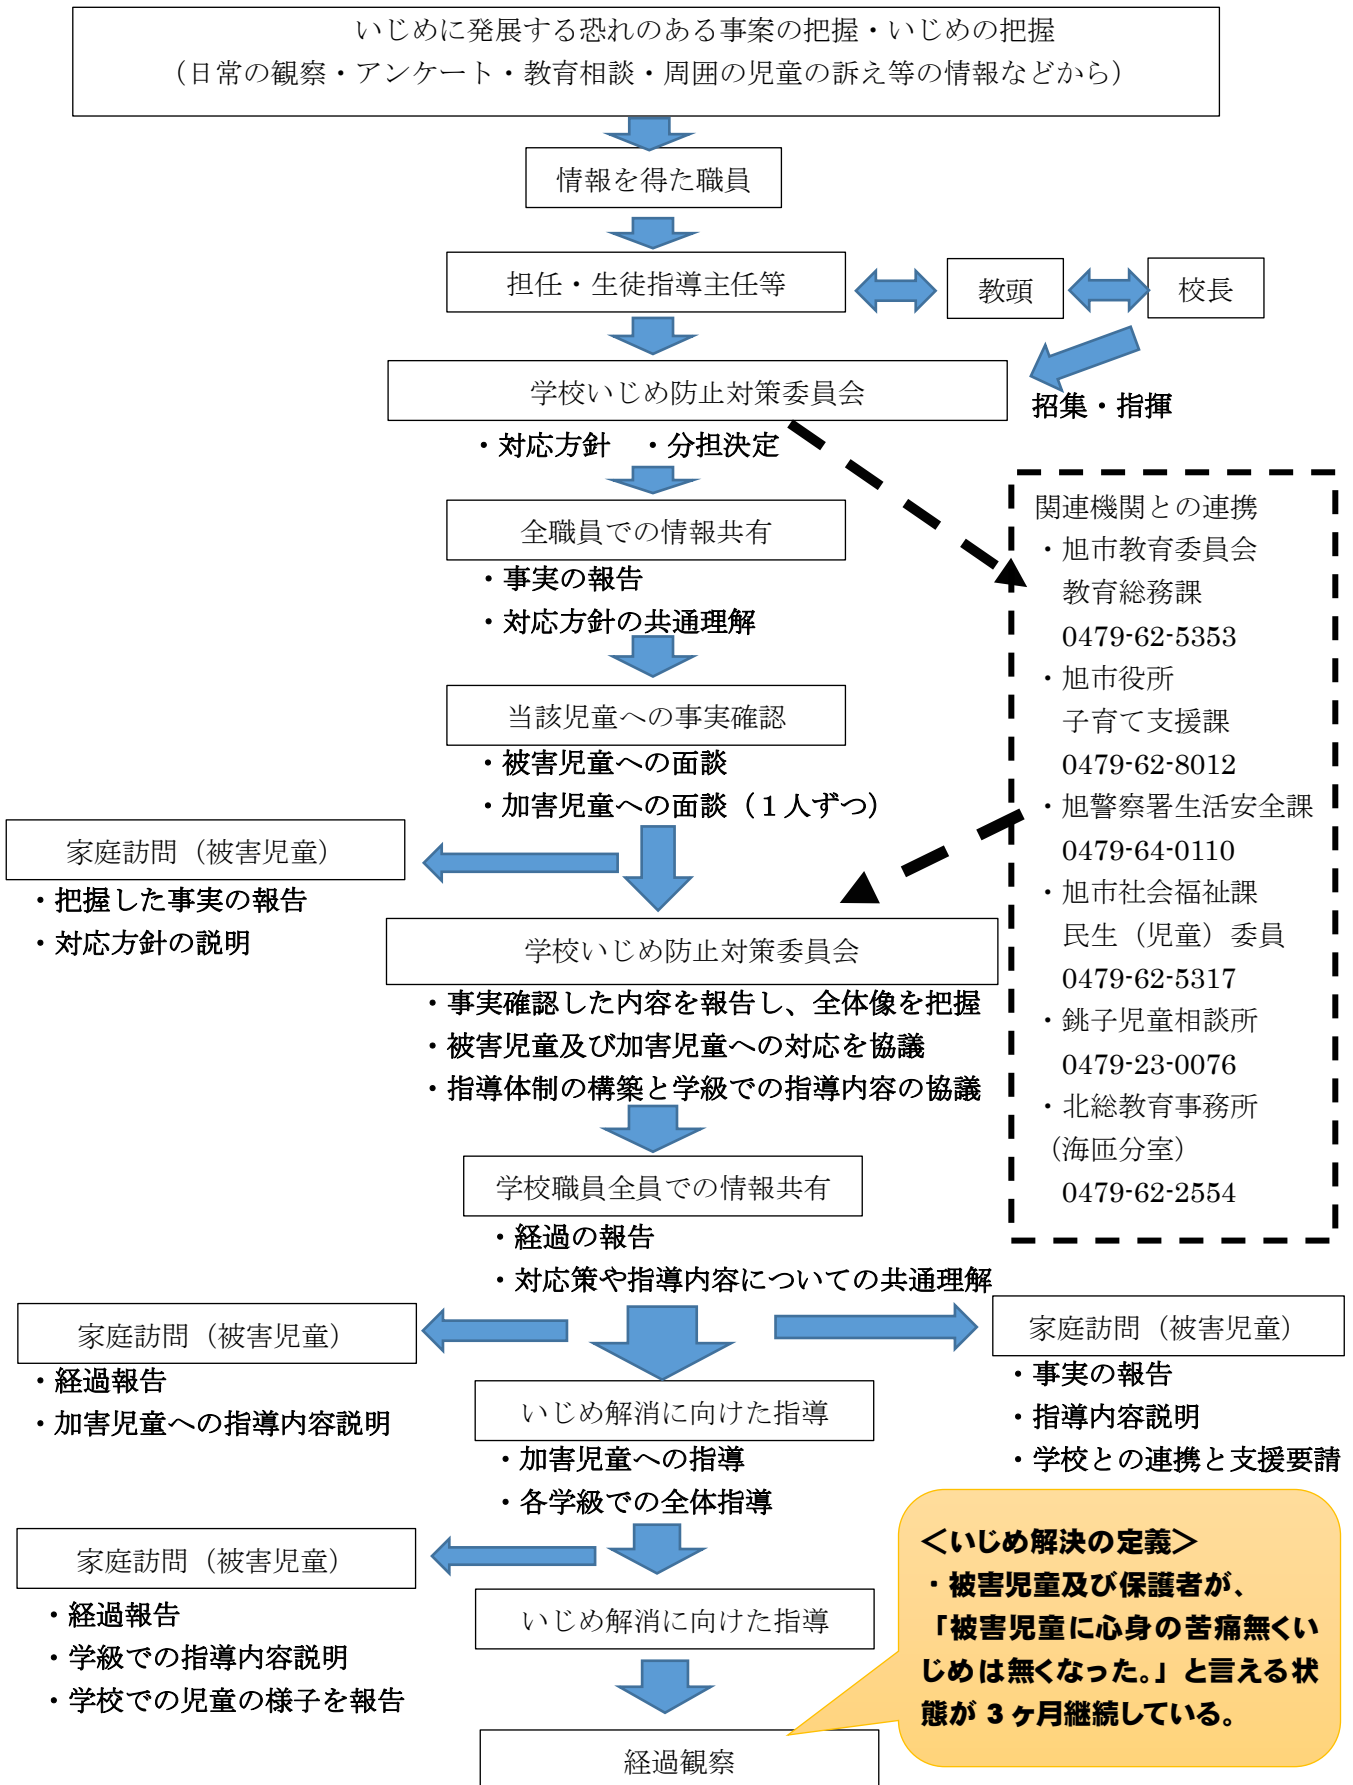 いじめに発展する恐れのある事案の把握・いじめの把握
（日常の観察・アンケート・教育相談・周囲の児童の訴え等の情報などから）
情報を得た職員
担任・生徒指導主任等
教頭
校長
学校いじめ防止対策委員会
招集・指揮
・対応方針　・分担決定
全職員での情報共有
・事実の報告
・対応方針の共通理解
関連機関との連携
・旭市教育委員会
教育総務課
0479-62-5353
・旭市役所
子育て支援課
0479-62-8012
・旭警察署生活安全課
0479-64-0110
・旭市社会福祉課
民生（児童）委員
0479-62-5317
・銚子児童相談所
0479-23-0076
・北総教育事務所
（海匝分室）
0479-62-2554
当該児童への事実確認
・被害児童への面談
・加害児童への面談（１人ずつ）
家庭訪問（被害児童）
・把握した事実の報告
・対応方針の説明
学校いじめ防止対策委員会
・事実確認した内容を報告し、全体像を把握
・被害児童及び加害児童への対応を協議
・指導体制の構築と学級での指導内容の協議
学校職員全員での情報共有
・経過の報告
・対応策や指導内容についての共通理解
家庭訪問（被害児童）
・経過報告
・加害児童への指導内容説明
家庭訪問（被害児童）
・事実の報告
・指導内容説明
・学校との連携と支援要請
いじめ解消に向けた指導
・加害児童への指導
・各学級での全体指導
家庭訪問（被害児童）
・経過報告
・学級での指導内容説明
・学校での児童の様子を報告
いじめ解消に向けた指導
＜いじめ解決の定義＞
・被害児童及び保護者が、
「被害児童に心身の苦痛無くい
じめは無くなった。」と言える状
態が 3 ヶ月継続している。
経過観察